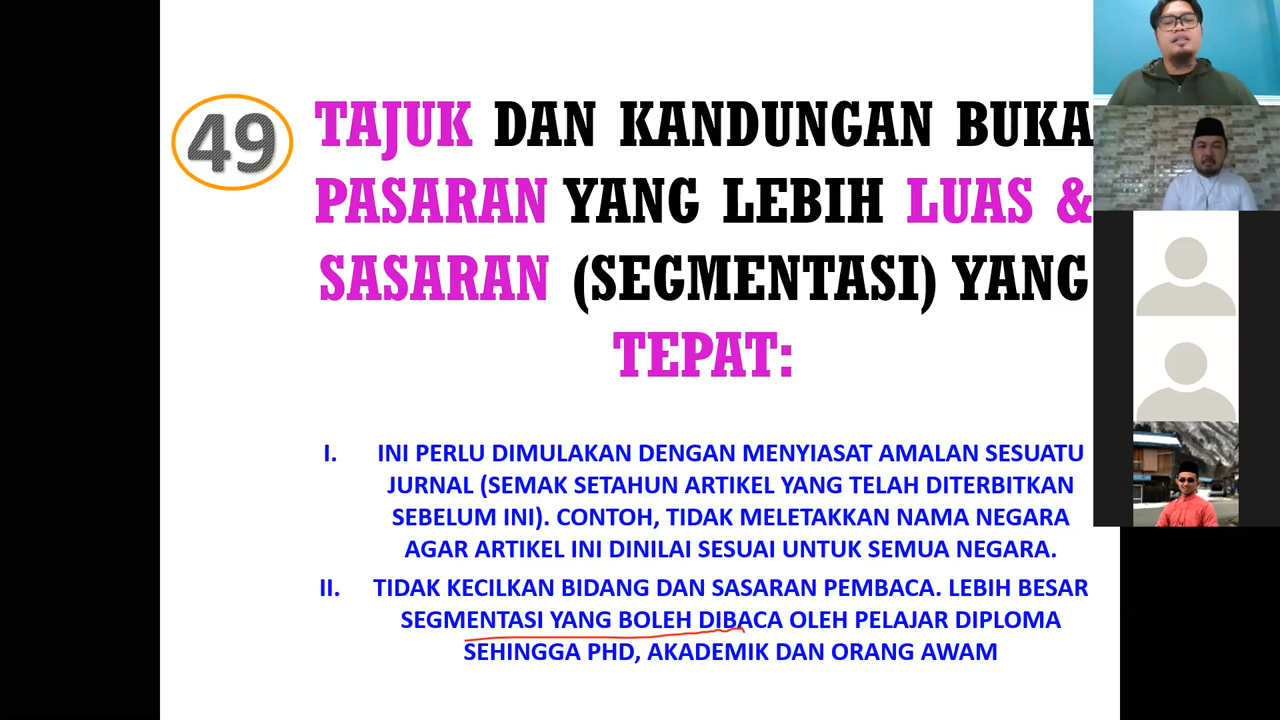 49
TAJUK DAN KANDUNGAN BUKA
PASARAN YANG LEBIH LUAS &
SASARAN (SEGMENTASI) YANG
TEPAT:
I. INI PERLU DIMULAKAN DENGAN MENYIASAT AMALAN SESUATU
JURNAL (SEMAK SETAHUN ARTIKEL YANG TELAH DITERBITKAN
SEBELUM INI). CONTOH, TIDAK MELETAKKAN NAMA NEGARA
AGAR ARTIKEL INI DINILAI SESUAI UNTUK SEMUA NEGARA.
II. TIDAK KECILKAN BIDANG DAN SASARAN PEMBACA. LEBIH BESAR
SEGMENTASI YANG BOLEH DIBACA OLEH PELAJAR DIPLOMA
SEHINGGA PHD, AKADEMIK DAN ORANG AWAM